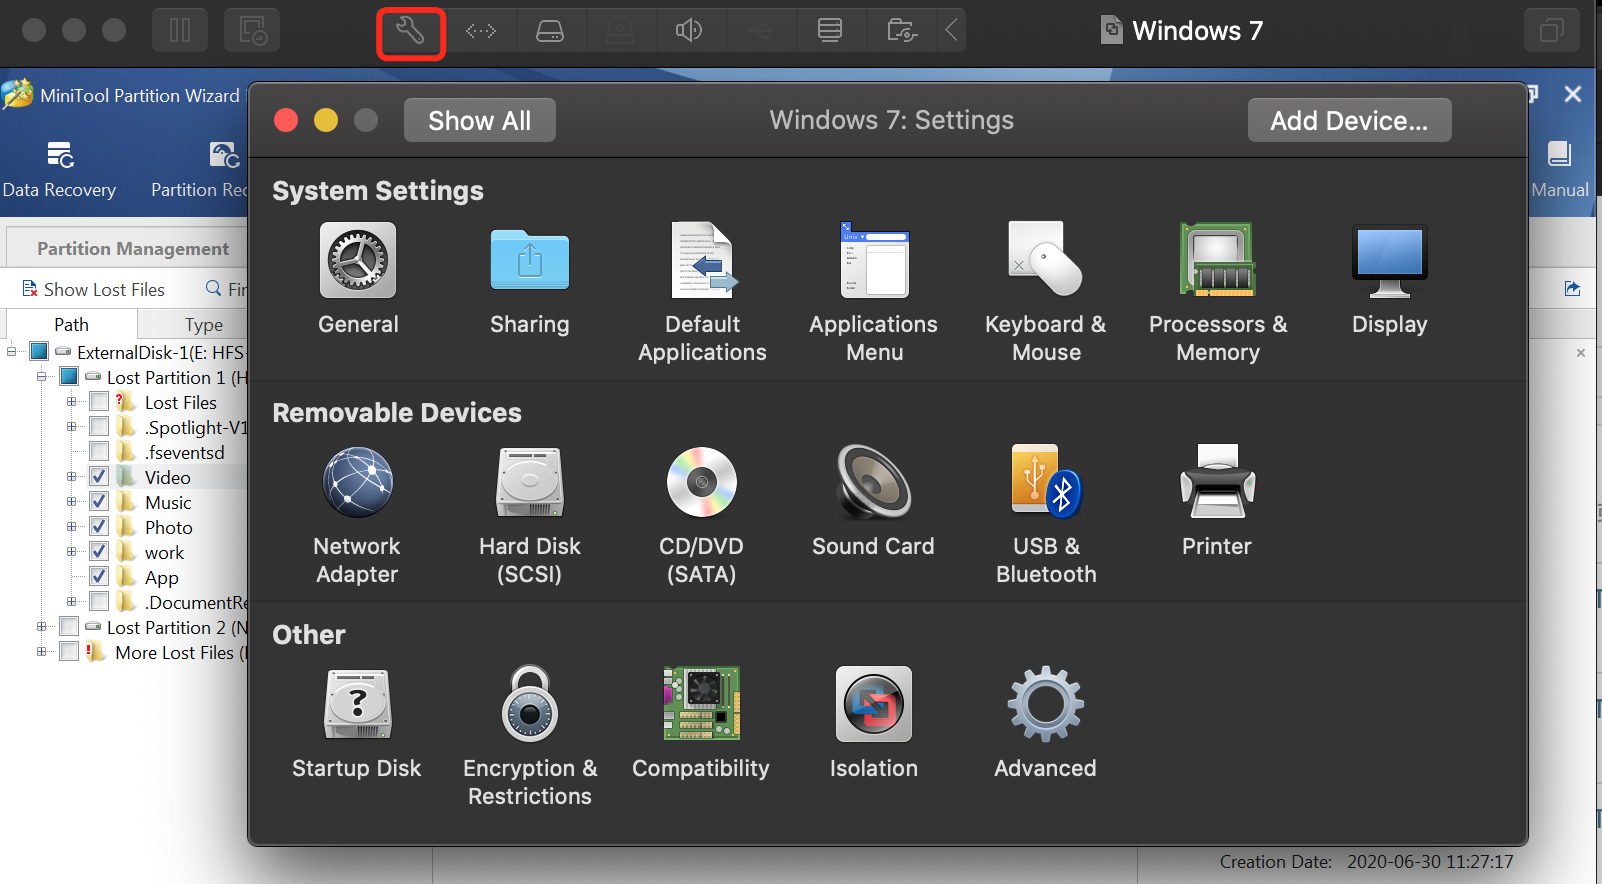 Windows 7
MiniTool Partition Wizard
Show All
Windows 7: Settings
Add Device...
Data Recovery
Partition Rec
Manual
System Settings
Partition Management
Show Lost Files
Fin
General
Sharing
Default Applications
Applications Menu
Keyboard & Mouse
Processors & Memory
Display
Path
Type
ExternalDisk-1(E: HFS-
Lost Partition 1 (H
Lost Files
.Spotlight-V1
.fseventsd
Video
Music
Photo
work
App
.DocumentRe
Lost Partition 2 (N
More Lost Files (
Removable Devices
Network Adapter
Hard Disk (SCSI)
CD/DVD (SATA)
Sound Card
USB & Bluetooth
Printer
Other
Startup Disk
Encryption & Restrictions
Compatibility
Isolation
Advanced
Creation Date: 2020-06-30 11:27:17